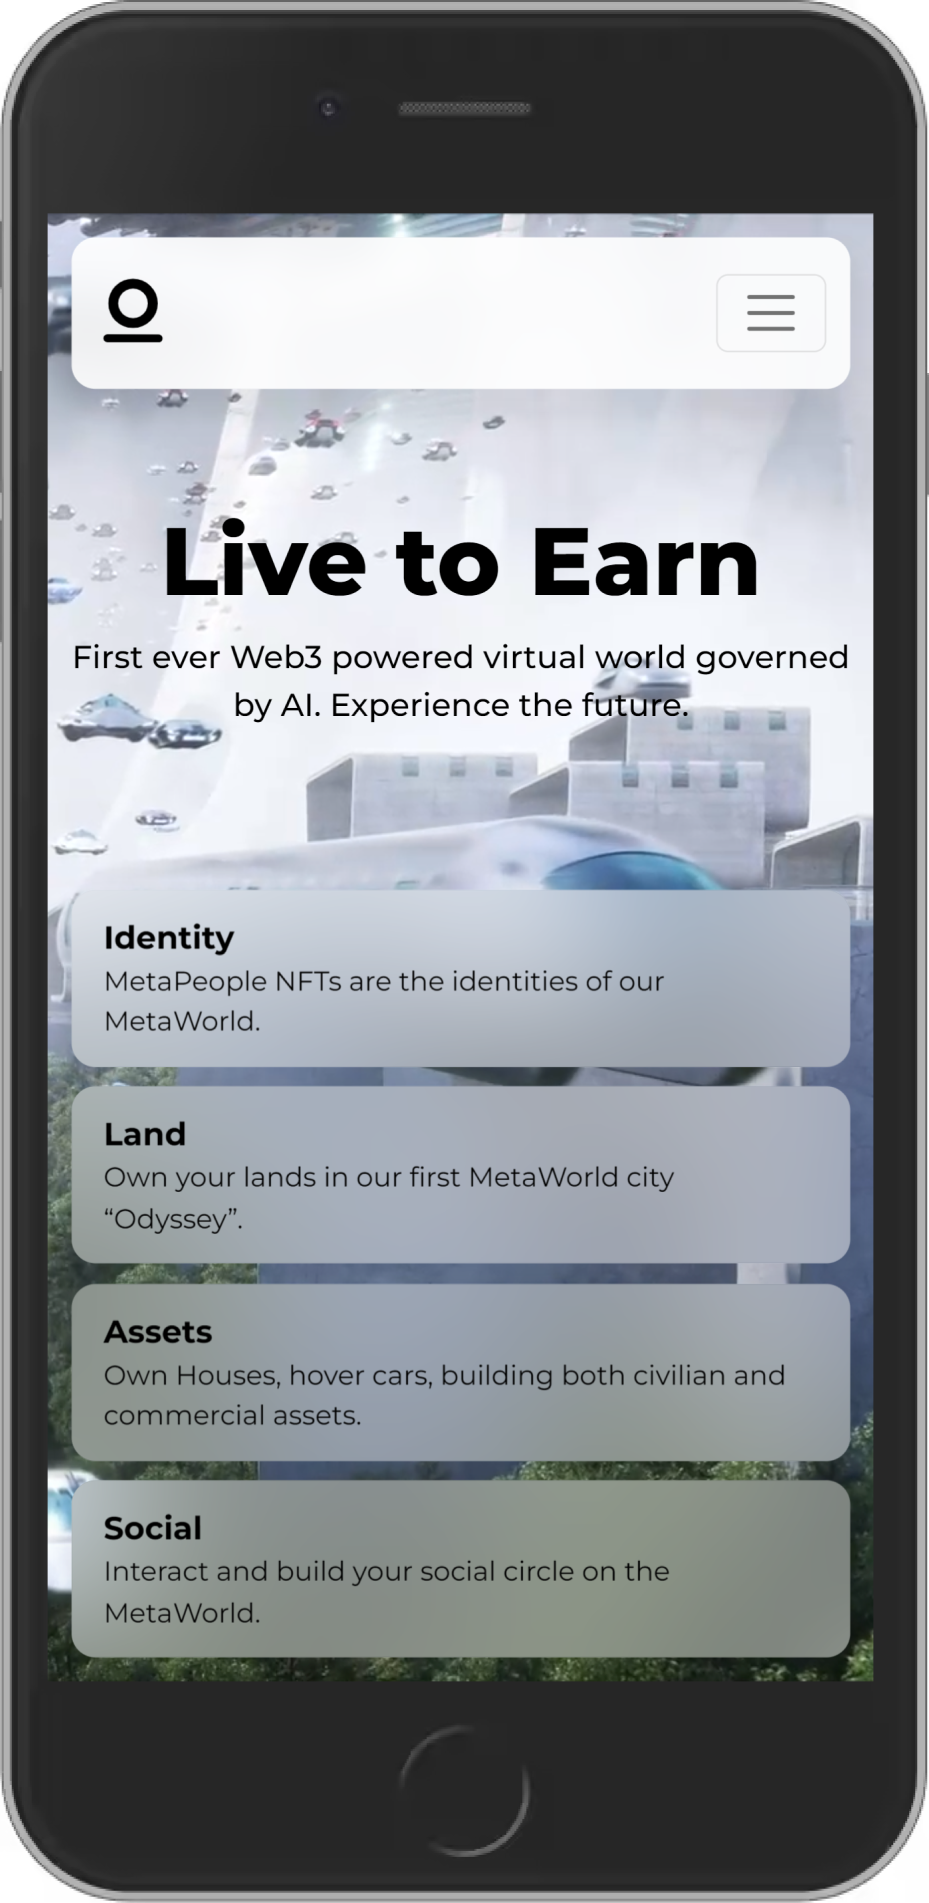 Live to Earn
First ever Web3 powered virtual world governed
by AI. Experience the future.
Identity
MetaPeople NFTs are the identities of our
MetaWorld.
Land
Own your lands in our first MetaWorld city
“Odyssey”.
Assets
Own Houses, hover cars, building both civilian and
commercial assets.
Social
Interact and build your social circle on the
MetaWorld.